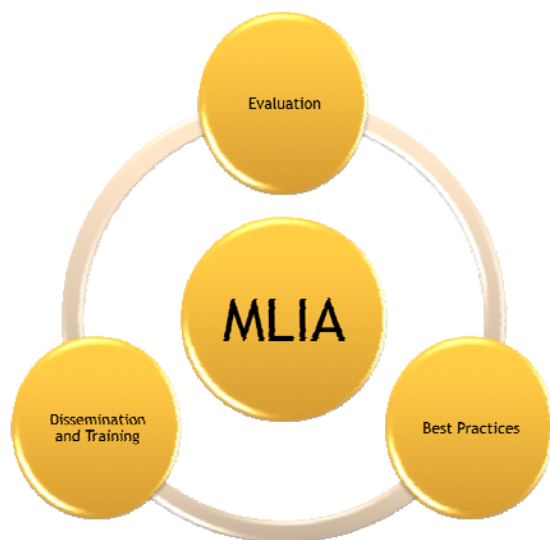 Evaluation
MLIA
Dissemination
and Training
Best Practices